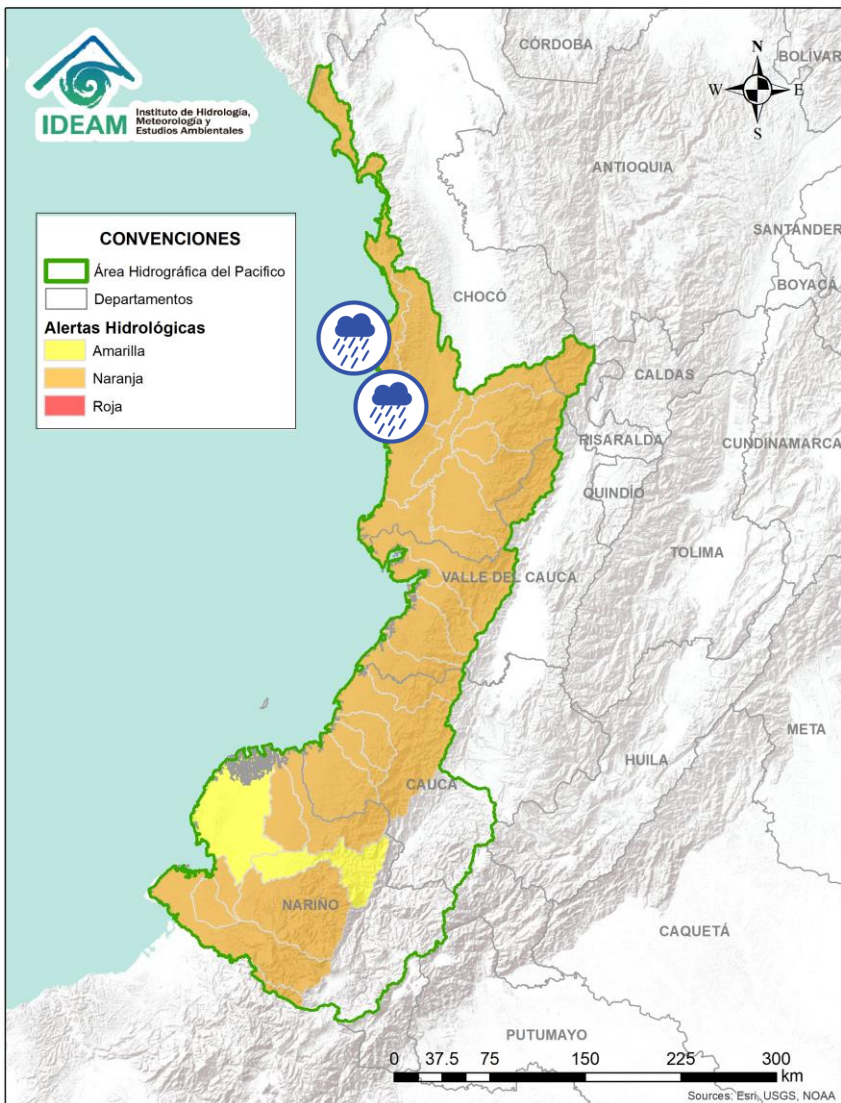 IDEAM
Instituto de Hidrología,
Meteorología y
Estudios Ambientales
CÓRDOBA
BOLÍVAR
N
W E
S
ANTIOQUIA
SANTANDER
BOYACÁ
CONVENCIONES
Área Hidrográfica del Pacifico
Departamentos
Alertas Hidrológicas
Amarilla
Naranja
Roja
CHOCÓ
CALDAS
RISARALDA
CUNDINAMARCA
QUINDÍO
TOLIMA
VALLE DEL CAUCA
META
HUILA
CAUCA
NARIÑO
CAQUETÁ
PUTUMAYO
0 37.5 75 150 225 300
km
Sources: Esri, USGS, NOAA